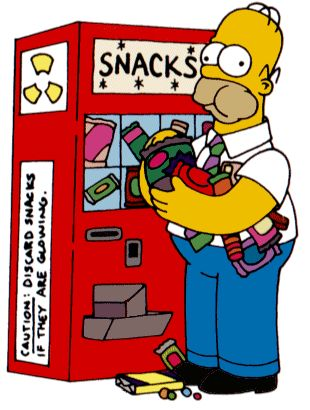 SNACKS
CAUTION: DISCARD SNACKS
IF THEY ARE GLOWING.